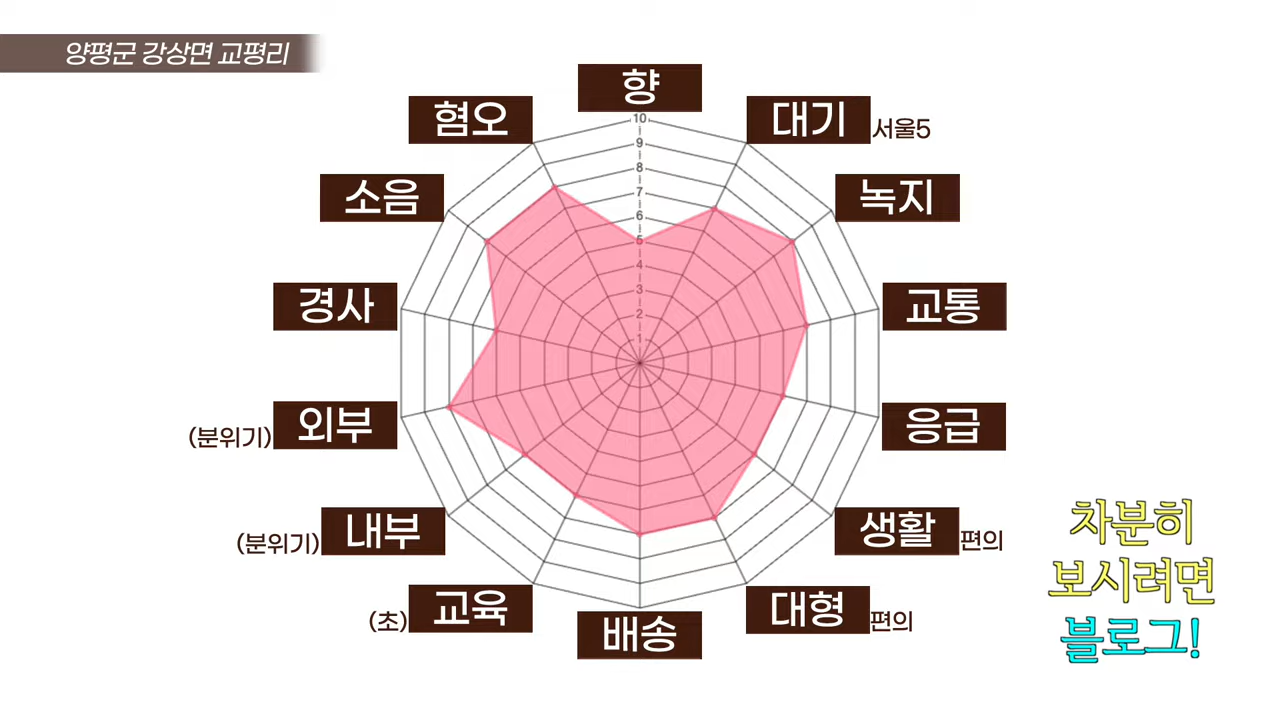 양평군 강상면 교평리
향
혐오
대기 서울5
소음
녹지
경사
교통
(분위기) 외부
응급
(분위기) 내부
생활 편의
(초) 교육
대형 편의
배송
10
9
8
7
6
5
4
3
2
1
차분히
보시려면
블로그!